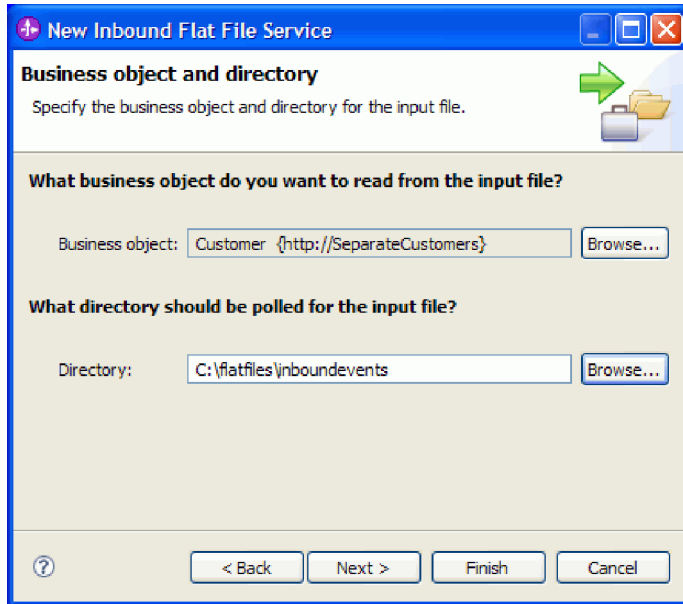 New Inbound Flat File Service
Business object and directory
Specify the business object and directory for the input file.
What business object do you want to read from the input file?
Business object: Customer {http://SeparateCustomers} Browse...
What directory should be polled for the input file?
Directory: C:\flatfiles\inboundevents Browse...
? < Back Next > Finish Cancel